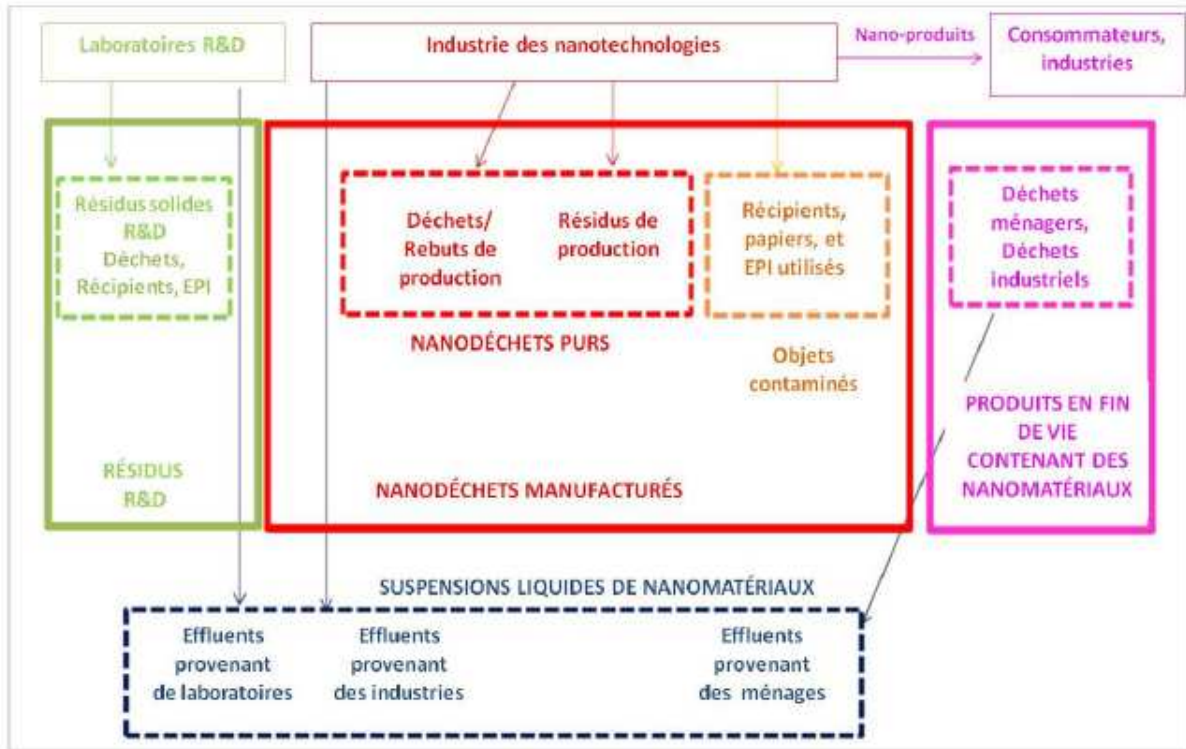 Laboratoires R&D
Industrie des nanotechnologies
Nano-produits
Consommateurs,
industries
Résidus solides
R&D
Déchets,
Récipients, EPI
RÉSIDUS
R&D
Déchets/
Rebuts de
production
Résidus de
production
NANODÉCHETS PURS
Récipients,
papiers, et
EPI utilisés
Objets
contaminés
NANODÉCHETS MANUFACTURÉS
Déchets
ménagers,
Déchets
industriels
PRODUITS EN FIN
DE VIE
CONTENANT DES
NANOMATÉRIAUX
SUSPENSIONS LIQUIDES DE NANOMATÉRIAUX
Effluents
provenant
de laboratoires
Effluents
provenant
des industries
Effluents
provenant
des ménages